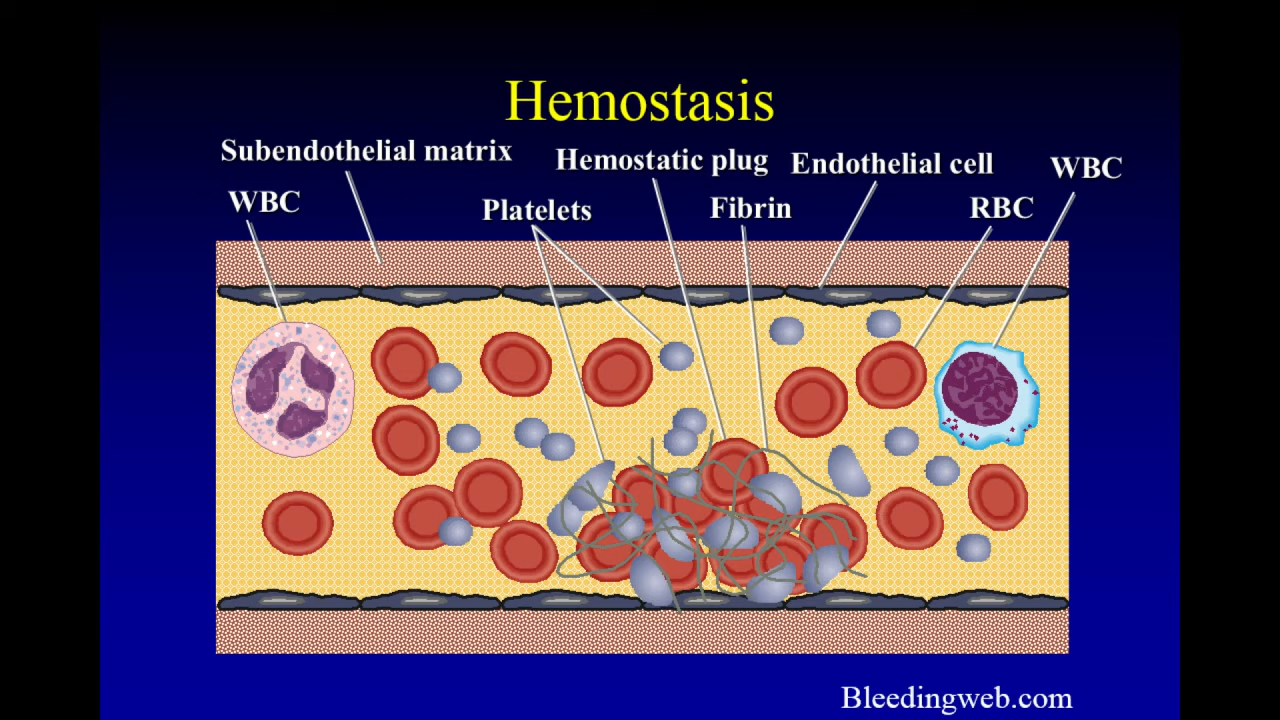 Hemostasis
Subendothelial matrix
Hemostatic plug
Endothelial cell
WBC
WBC
Platelets
Fibrin
RBC
Bleedingweb.com